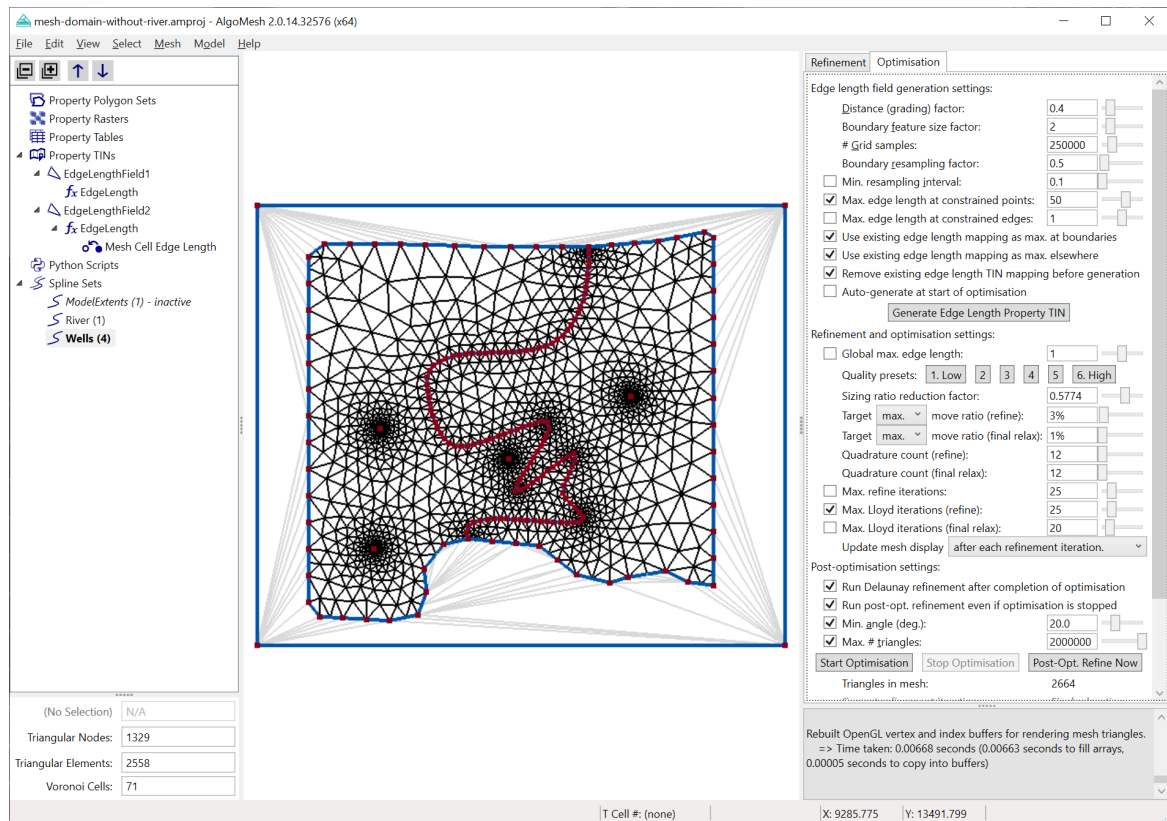 mesh-domain-without-river.amproj - AlgoMesh 2.0.14.32576 (x64)
File Edit View Select Mesh Model Help
Property Polygon Sets
Property Rasters
Property Tables
Property TINs
EdgeLengthField1
fx EdgeLength
EdgeLengthField2
fx EdgeLength
Mesh Cell Edge Length
Python Scripts
Spline Sets
ModelExtents (1) - inactive
River (1)
Wells (4)
(No Selection) N/A
Triangular Nodes: 1329
Triangular Elements: 2558
Voronoi Cells: 71
Refinement Optimisation
Edge length field generation settings:
Distance (grading) factor: 0.4
Boundary feature size factor: 2
# Grid samples: 250000
Boundary resampling factor: 0.5
Min. resampling interval: 0.1
Max. edge length at constrained points: 50
Max. edge length at constrained edges: 1
Use existing edge length mapping as max. at boundaries
Use existing edge length mapping as max. elsewhere
Remove existing edge length TIN mapping before generation
Auto-generate at start of optimisation
Generate Edge Length Property TIN
Refinement and optimisation settings:
Global max. edge length: 1
Quality presets: 1. Low 2 3 4 5 6. High
Sizing ratio reduction factor: 0.5774
Target max. move ratio (refine): 3%
Target max. move ratio (final relax): 1%
Quadrature count (refine): 12
Quadrature count (final relax): 12
Max. refine iterations: 25
Max. Lloyd iterations (refine): 25
Max. Lloyd iterations (final relax): 20
Update mesh display after each refinement iteration.
Post-optimisation settings:
Run Delaunay refinement after completion of optimisation
Run post-opt. refinement even if optimisation is stopped
Min. angle (deg.): 20.0
Max. # triangles: 2000000
Start Optimisation Stop Optimisation Post-Opt. Refine Now
Triangles in mesh: 2664
Rebuilt OpenGL vertex and index buffers for rendering mesh triangles.
=> Time taken: 0.00668 seconds (0.00663 seconds to fill arrays,
0.00005 seconds to copy into buffers)
T Cell #: (none) X: 9285.775 Y: 13491.799